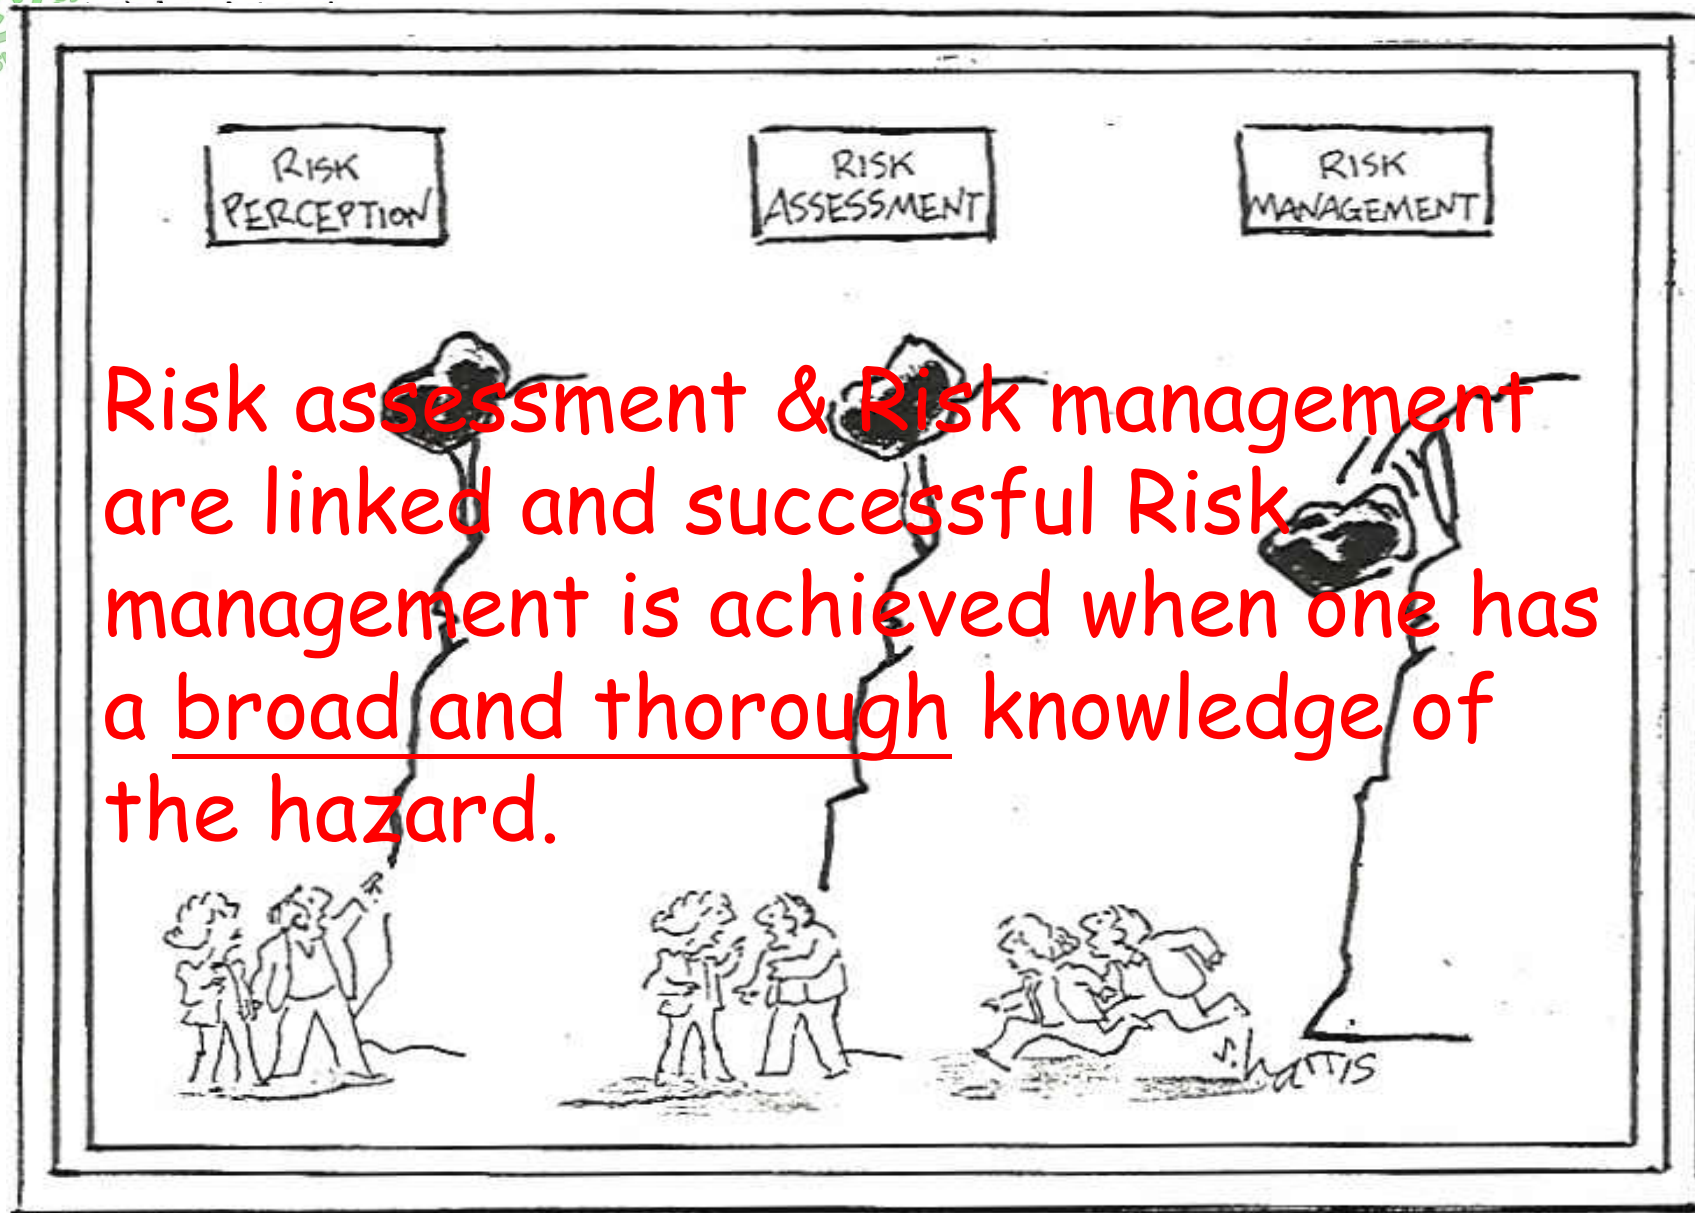 RISK
PERCEPTION
RISK
ASSESSMENT
RISK
MANAGEMENT
Risk assessment & Risk management
are linked and successful Risk
management is achieved when one has
a broad and thorough knowledge of
the hazard.
S. harris